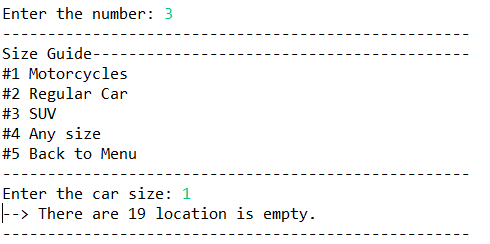 Enter the number: 3
---------------------------------------------------
Size Guide-----------------------------------------
#1 Motorcycles
#2 Regular Car
#3 SUV
#4 Any size
#5 Back to Menu
---------------------------------------------------
Enter the car size: 1
--> There are 19 location is empty.
---------------------------------------------------